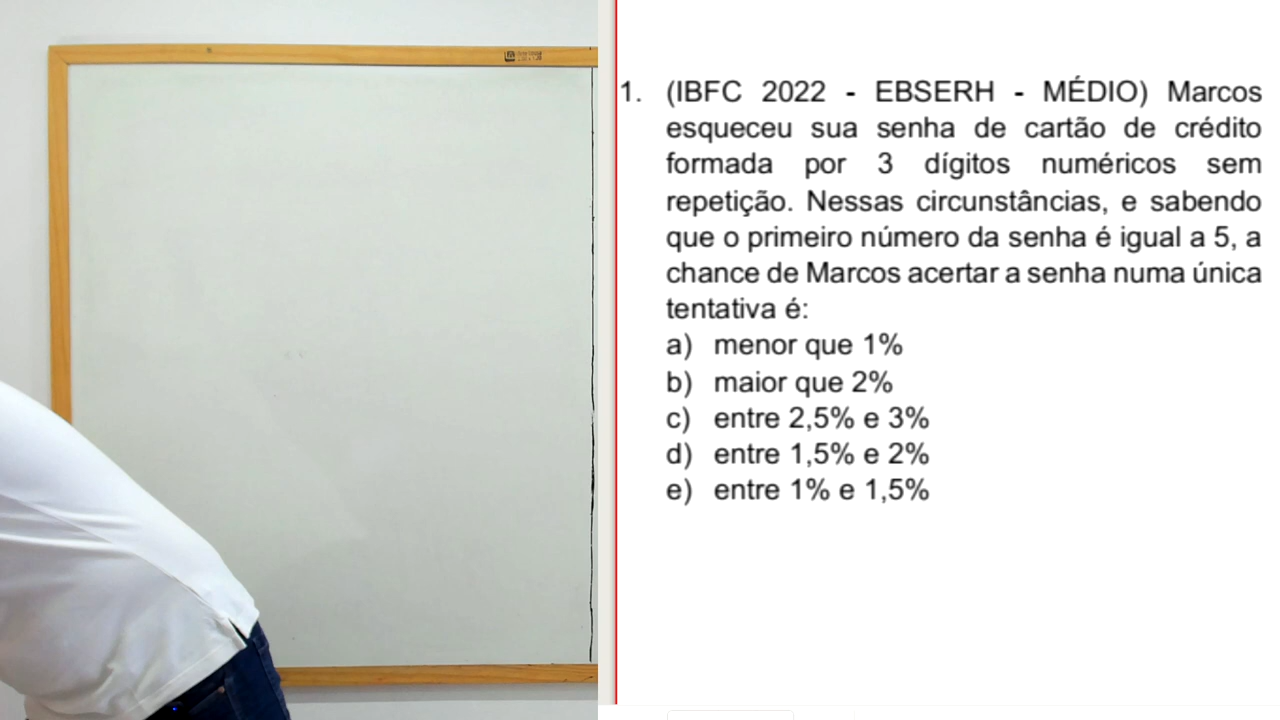 1. (IBFC 2022 - EBSERH - MÉDIO) Marcos
esqueceu sua senha de cartão de crédito
formada por 3 dígitos numéricos sem
repetição. Nessas circunstâncias, e sabendo
que o primeiro número da senha é igual a 5, a
chance de Marcos acertar a senha numa única
tentativa é:
a) menor que 1%
b) maior que 2%
c) entre 2,5% e 3%
d) entre 1,5% e 2%
e) entre 1% e 1,5%